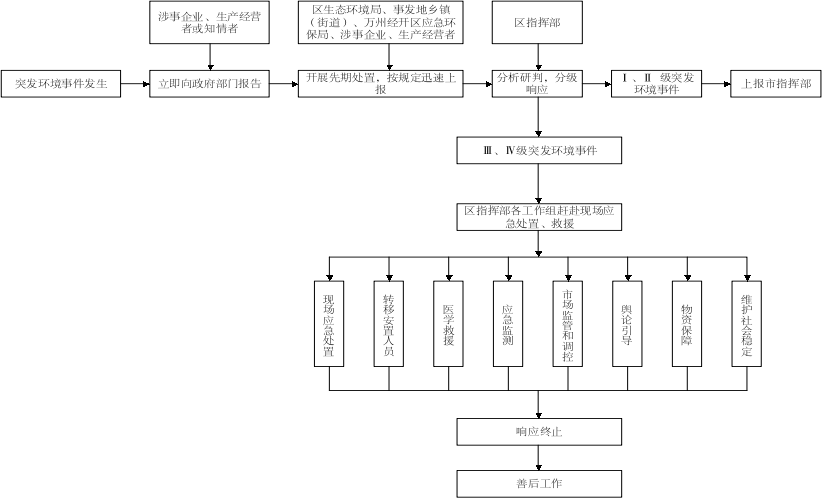 涉事企业、生产经营
者或知情者
区生态环境局、事发地乡镇
（街道）、万州经开区应急环
保局、涉事企业、生产经营者
区指挥部
突发环境事件发生
立即向政府部门报告
开展先期处置，按规定迅速上
报
分析研判，分级
响应
Ⅰ、Ⅱ 级突发
环境事件
上报市指挥部
Ⅲ、Ⅳ级突发环境事件
区指挥部各工作组赶赴现场应
急处置、救援
现场应急处置
转移安置人员
医学救援
应急监测
市场监管和调控
舆论引导
物资保障
维护社会稳定
响应终止
善后工作